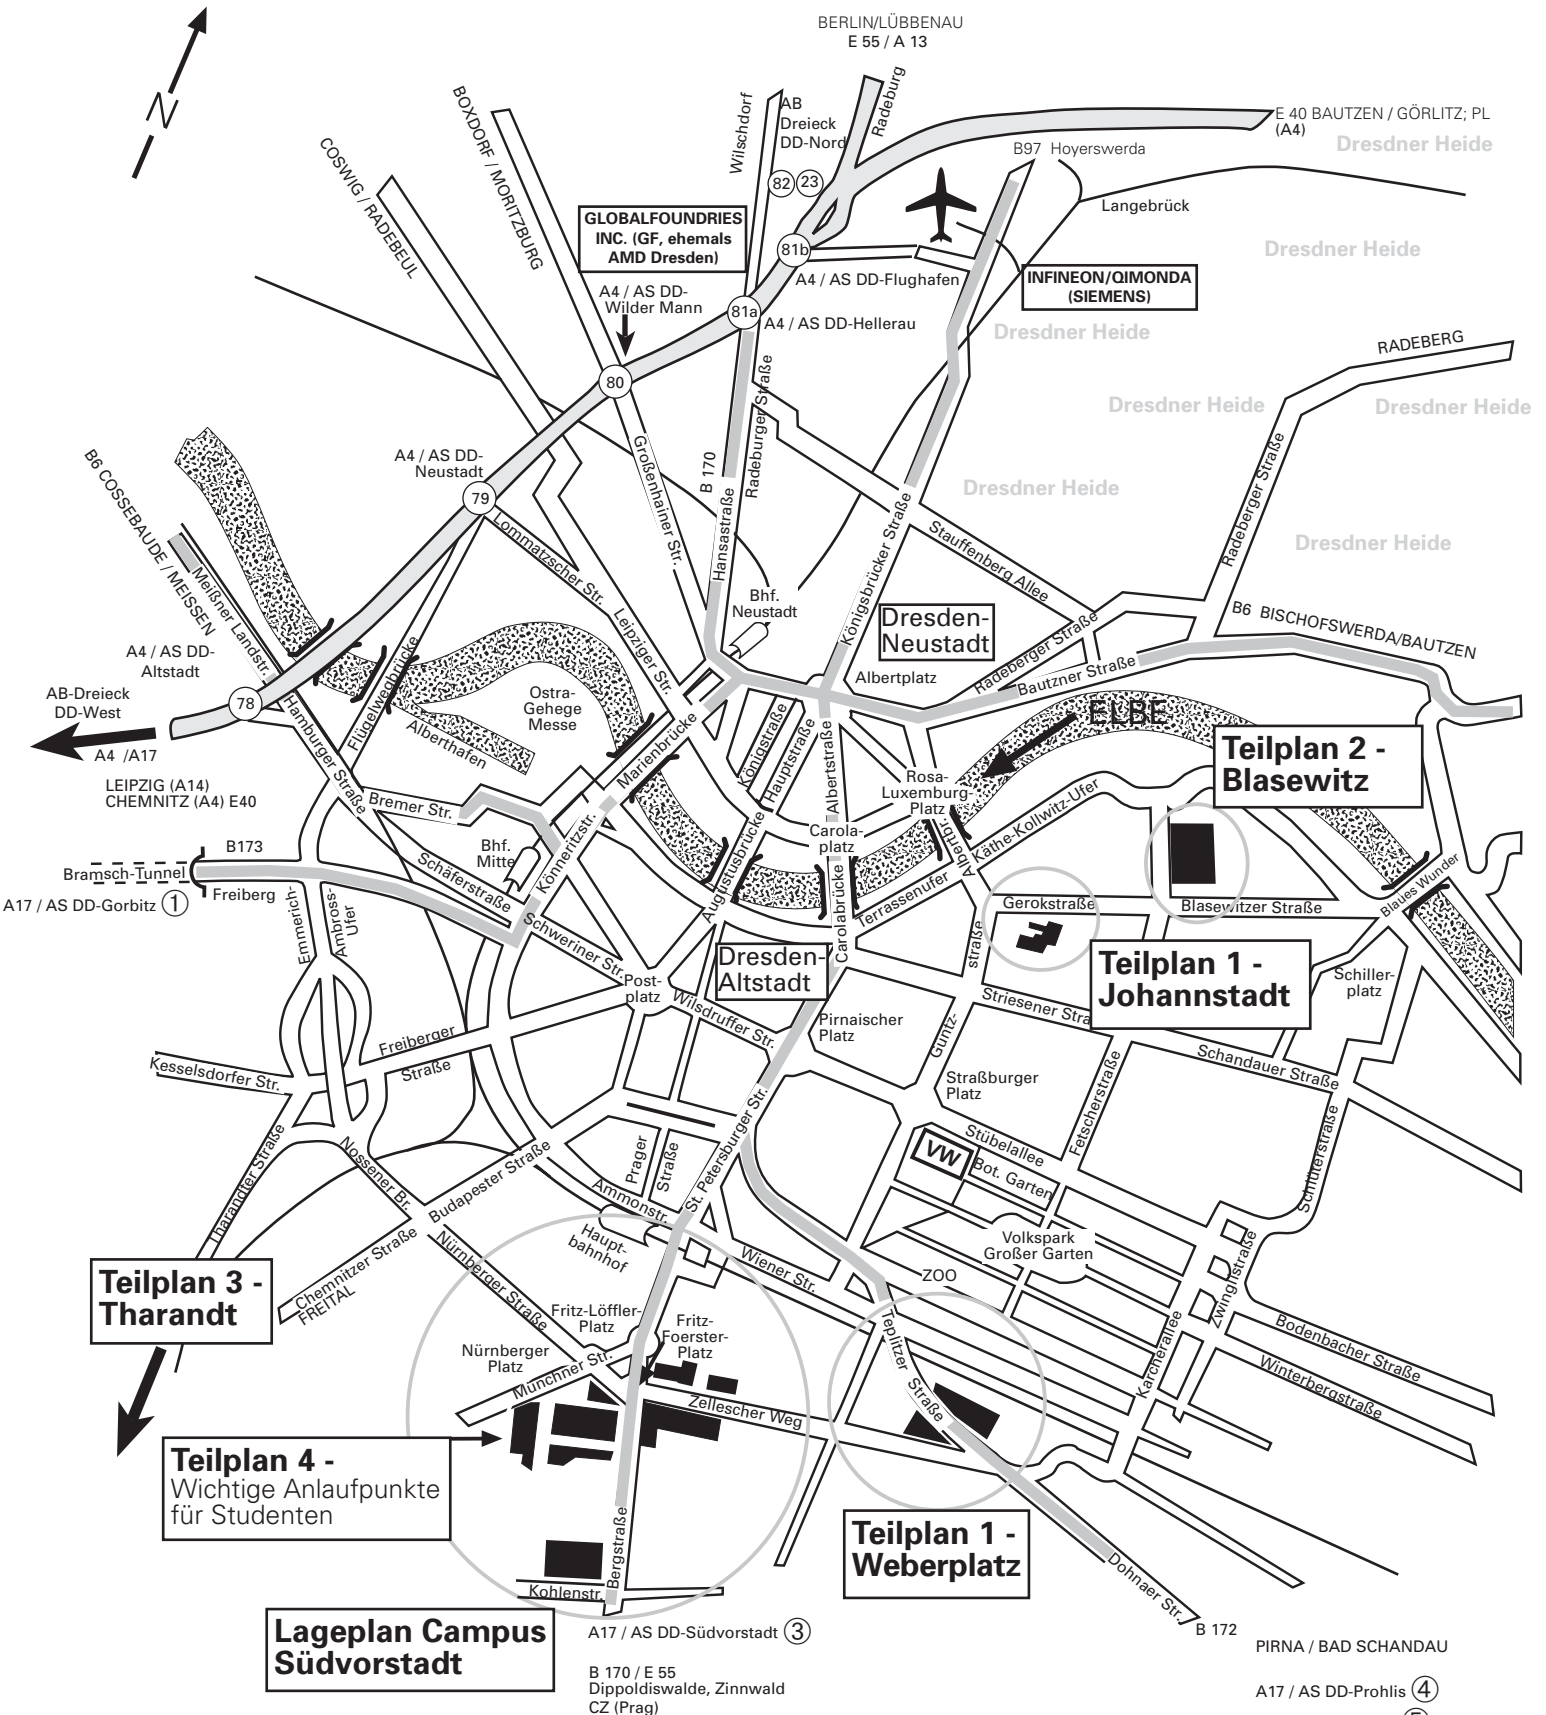 BERLIN/LÜBBENAU
E 55 / A 13
N
BOXDORF / MORITZBURG
COSWIG / RADEBEUL
Wilschdorf
AB
Dreieck
DD-Nord
82
23
Radeburg
E 40 BAUTZEN / GÖRLITZ; PL
(A4)
Dresdner Heide
B97 Hoyerswerda
Langebrück
Dresdner Heide
GLOBALFOUNDRIES
INC. (GF, ehemals
AMD Dresden)
81b
A4 / AS DD-Flughafen
INFINEON/QIMONDA
(SIEMENS)
A4 / AS DD-
Wilder Mann
81a
A4 / AS DD-Hellerau
Dresdner Heide
RADEBERG
80
Dresdner Heide
Dresdner Heide
Radeburger Straße
B 170
Radeburger Straße
Hansastraße
Großenhainer Str.
A4 / AS DD-
Neustadt
79
Lommatzscher Str.
Leipziger Str.
B6 COSSEBAUDE / MEISSEN
Meißner Landstr.
Dresdner Heide
Dresdner Heide
Königsbrücker Straße
Stauffenberg Allee
Radeberger Straße
Bhf.
Neustadt
Dresden-
Neustadt
B6 BISCHOFSWERDA/BAUTZEN
Radeberger Straße
Bautzner Straße
Albertplatz
A4 / AS DD-
Altstadt
AB-Dreieck
DD-West
78
A4 /A17
LEIPZIG (A14)
CHEMNITZ (A4) E40
Hamburger Straße
Flügelwegbrücke
Alberthafen
Ostra-
Gehege
Messe
Marienbrücke
Königstraße
Hauptstraße
Albertstraße
ELBE
Rosa-
Luxemburg-
Platz
Teilplan 2 -
Blasewitz
Bremer Str.
Könneritzstr.
Bhf.
Mitte
Schäferstraße
Carola-
platz
Augustusbrücke
Carolabrücke
Albertbr.
Käthe-Kollwitz-Ufer
Terrassenufer
B173
Bramsch-Tunnel
Freiberg
A17 / AS DD-Gorbitz 1
Emmerich-
Ambross-
Ufer
Schweriner Str.
Gerokstraße
Blasewitzer Straße
Blaues Wunder
straße
Dresden-
Altstadt
Teilplan 1 -
Johannstadt
Schiller-
platz
Post-
platz
Wilsdruffer Str.
Pirnaischer
Platz
Güntz-
Striesener Stra
Schandauer Straße
Freiberger
Straße
Kesselsdorfer Str.
Straßburger
Platz
Fetscherstraße
Schlüterstraße
Stübelallee
VW
Bot. Garten
Tharandter Straße
Nossener Br.
Budapester Straße
Prager
Straße
St. Petersburger Str.
Ammonstr.
Haupt-
bahnhof
Wiener Str.
Volkspark
Großer Garten
ZOO
Zwinglistraße
Karcherallee
Bodenbacher Straße
Winterbergstraße
Teilplan 3 -
Tharandt
Chemnitzer Straße
FREITAL
Nürnberger Straße
Fritz-Löffler-
Platz
Fritz-
Foerster-
Platz
Nürnberger
Platz
Münchner Str.
Zellescher Weg
Teplitzer Straße
Teilplan 4 -
Wichtige Anlaufpunkte
für Studenten
Teilplan 1 -
Weberplatz
Bergstraße
Kohlenstr.
Dohnaer Str.
B 172
Lageplan Campus
Südvorstadt
A17 / AS DD-Südvorstadt 3
B 170 / E 55
Dippoldiswalde, Zinnwald
CZ (Prag)
PIRNA / BAD SCHANDAU
A17 / AS DD-Prohlis 4